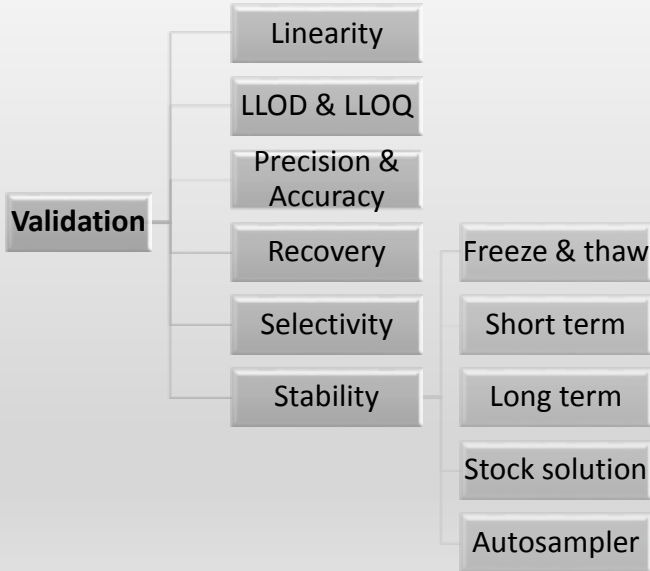 Validation
Linearity
LLOD & LLOQ
Precision &
Accuracy
Recovery
Selectivity
Stability
Freeze & thaw
Short term
Long term
Stock solution
Autosampler